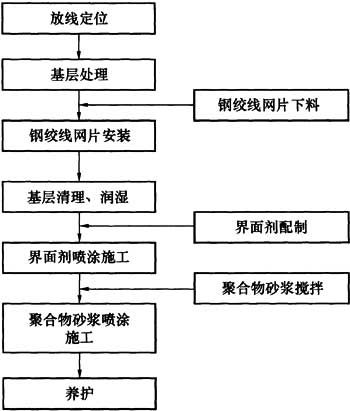 放线定位
基层处理
钢绞线网片下料
钢绞线网片安装
基层清理、润湿
界面剂配制
界面剂喷涂施工
聚合物砂浆搅拌
聚合物砂浆喷涂
施工
养护